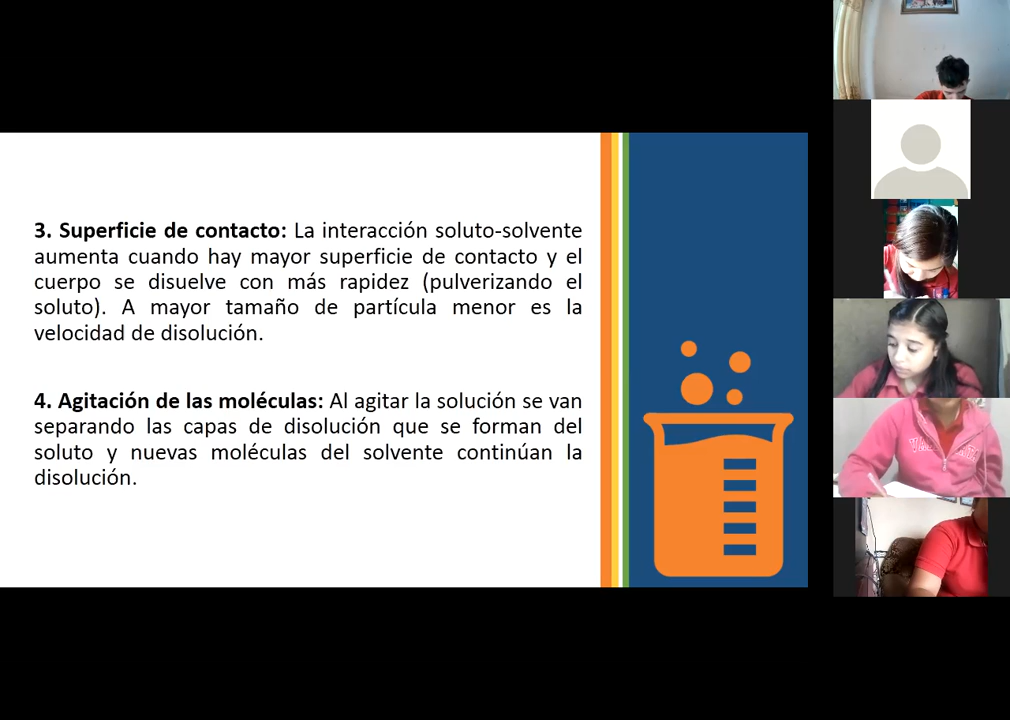 3. Superficie de contacto: La interacción soluto-solvente
aumenta cuando hay mayor superficie de contacto y el
cuerpo se disuelve con más rapidez (pulverizando el
soluto). A mayor tamaño de partícula menor es la
velocidad de disolución.
4. Agitación de las moléculas: Al agitar la solución se van
separando las capas de disolución que se forman del
soluto y nuevas moléculas del solvente continúan la
disolución.